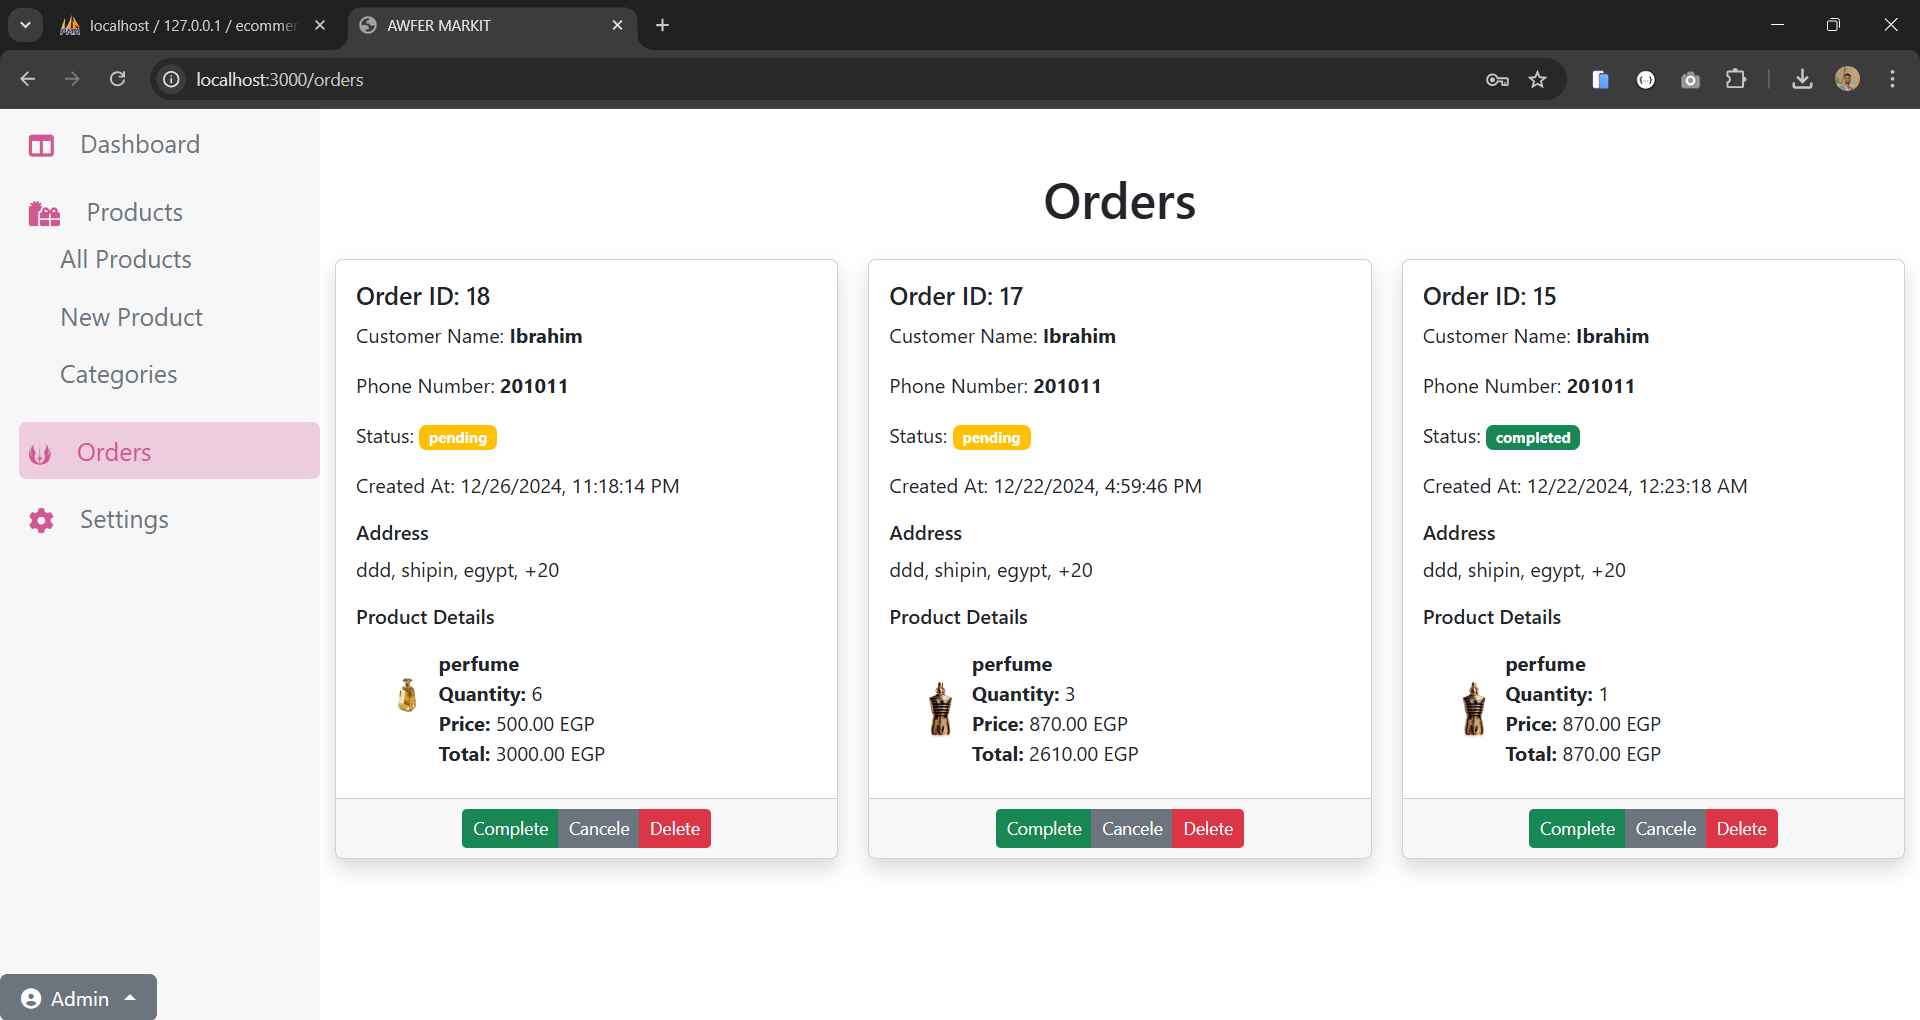 localhost / 127.0.0.1 / ecommer
AWFER MARKIT
localhost:3000/orders
Dashboard
Products
All Products
New Product
Categories
Orders
Settings
Admin
Orders
Order ID: 18
Customer Name: Ibrahim
Phone Number: 201011
Status: pending
Created At: 12/26/2024, 11:18:14 PM
Address
ddd, shipin, egypt, +20
Product Details
perfume
Quantity: 6
Price: 500.00 EGP
Total: 3000.00 EGP
Complete Cancele Delete
Order ID: 17
Customer Name: Ibrahim
Phone Number: 201011
Status: pending
Created At: 12/22/2024, 4:59:46 PM
Address
ddd, shipin, egypt, +20
Product Details
perfume
Quantity: 3
Price: 870.00 EGP
Total: 2610.00 EGP
Complete Cancele Delete
Order ID: 15
Customer Name: Ibrahim
Phone Number: 201011
Status: completed
Created At: 12/22/2024, 12:23:18 AM
Address
ddd, shipin, egypt, +20
Product Details
perfume
Quantity: 1
Price: 870.00 EGP
Total: 870.00 EGP
Complete Cancele Delete